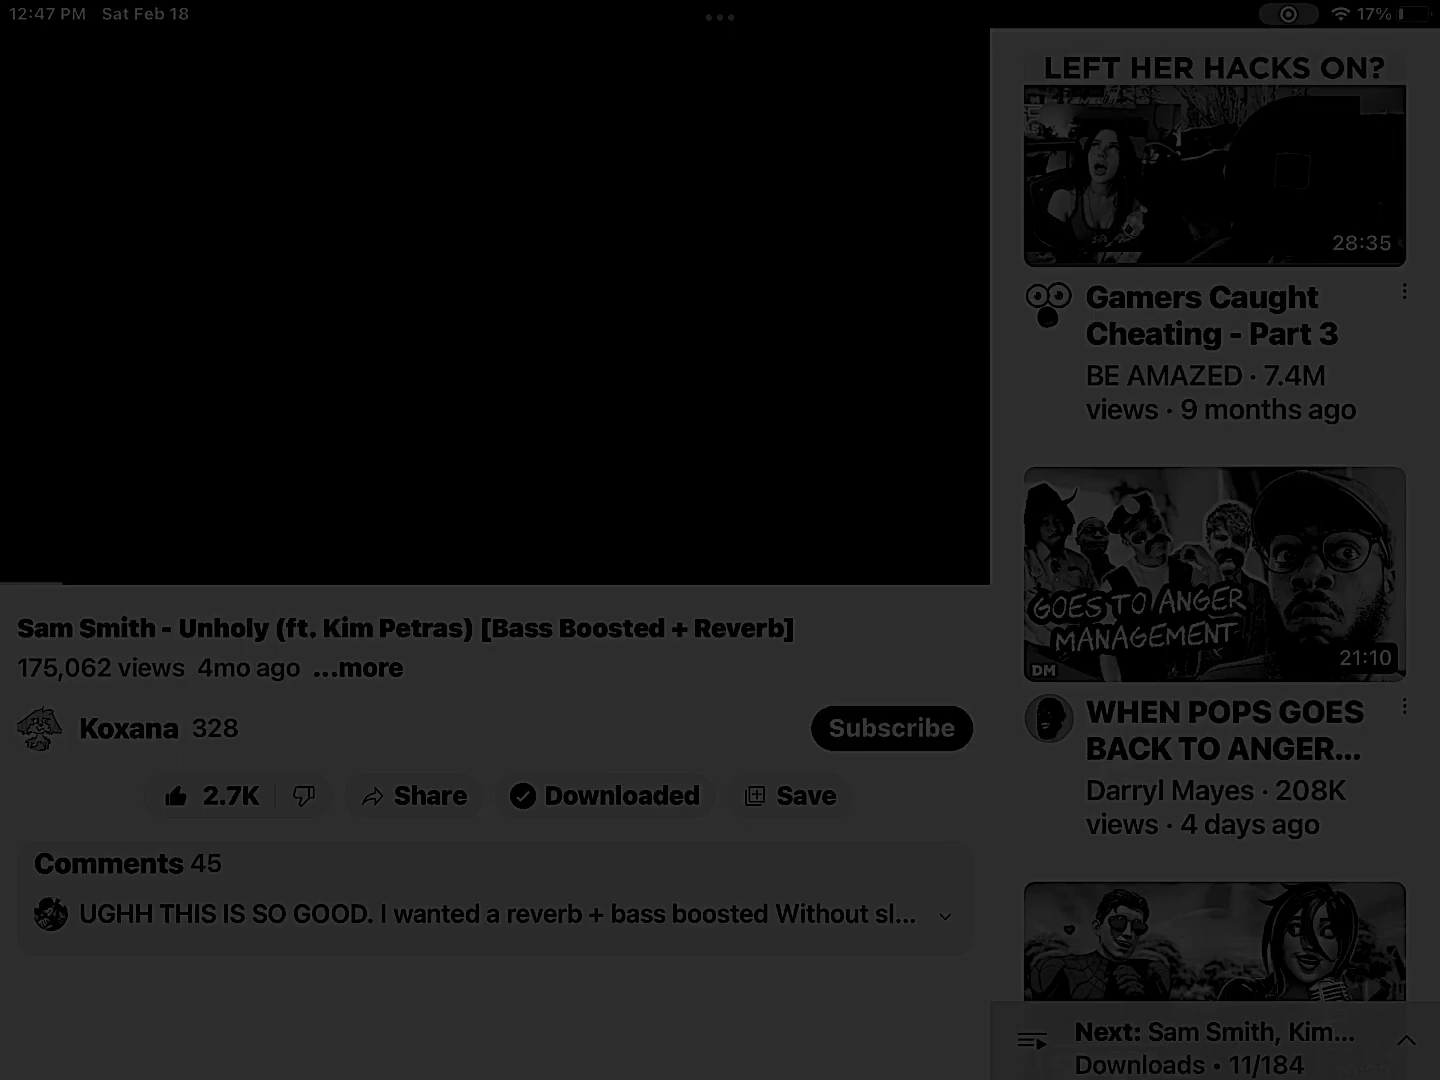 12:47 PM Sat Feb 18
17%
Sam Smith - Unholy (ft. Kim Petras) [Bass Boosted + Reverb]
175,062 views 4mo ago ...more
Koxana 328
Subscribe
2.7K
Share
Downloaded
Save
Comments 45
UGHH THIS IS SO GOOD. I wanted a reverb + bass boosted Without sl...
LEFT HER HACKS ON?
28:35
Gamers Caught
Cheating - Part 3
BE AMAZED · 7.4M
views · 9 months ago
GOES TO ANGER
MANAGEMENT
DM
21:10
WHEN POPS GOES
BACK TO ANGER...
Darryl Mayes · 208K
views · 4 days ago
Next: Sam Smith, Kim...
Downloads • 11/184